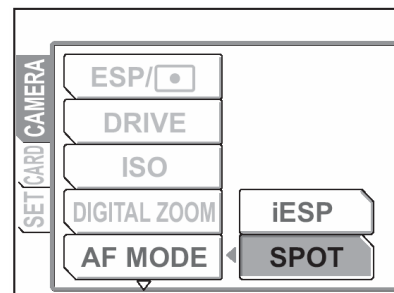 CAMERA
CARD
SET
ESP/
DRIVE
ISO
DIGITAL ZOOM
AF MODE
iESP
SPOT